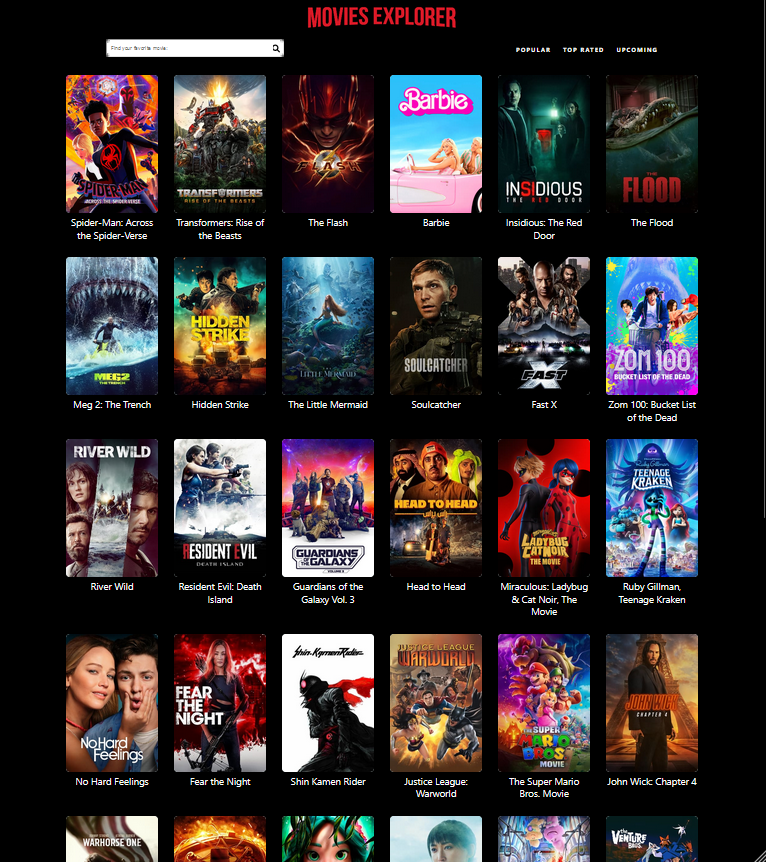 MOVIES EXPLORER
Find your favorite movie:
POPULAR TOP RATED UPCOMING
SPIDER-MAN
ACROSS THE SPIDER-VERSE
TRANSFORMERS
RISE OF THE BEASTS
FLASH
Barbie
INSIDIOUS
THE RED DOOR
THE
FLOOD
Spider-Man: Across
the Spider-Verse
Transformers: Rise of
the Beasts
The Flash
Barbie
Insidious: The Red
Door
The Flood
MEG2
THE TRENCH
HIDDEN
STRIKE
LITTLE MERMAID
SOULCATCHER
FAST X
ZOM 100
BUCKET LIST OF THE DEAD
Meg 2: The Trench
Hidden Strike
The Little Mermaid
Soulcatcher
Fast X
Zom 100: Bucket List
of the Dead
RIVER WILD
RESIDENT EVIL
DEATH ISLAND
GUARDIANS
OF THE GALAXY
VOLUME 3
HEAD TO HEAD
LADYBUG
CATNOIR
THE MOVIE
Ruby Gillman,
TEENAGE
KRAKEN
River Wild
Resident Evil: Death
Island
Guardians of the
Galaxy Vol. 3
Head to Head
Miraculous: Ladybug
& Cat Noir, The
Movie
Ruby Gillman,
Teenage Kraken
No Hard
Feelings
FEAR
THE
NIGHT
Shin Kamen Rider
JUSTICE LEAGUE
WARWORLD
THE SUPER
MARIO
BROS.
MOVIE
JOHN WICK
CHAPTER 4
No Hard Feelings
Fear the Night
Shin Kamen Rider
Justice League:
Warworld
The Super Mario
Bros. Movie
John Wick: Chapter 4
WARHORSE ONE
THE
VENTURE
BROS.